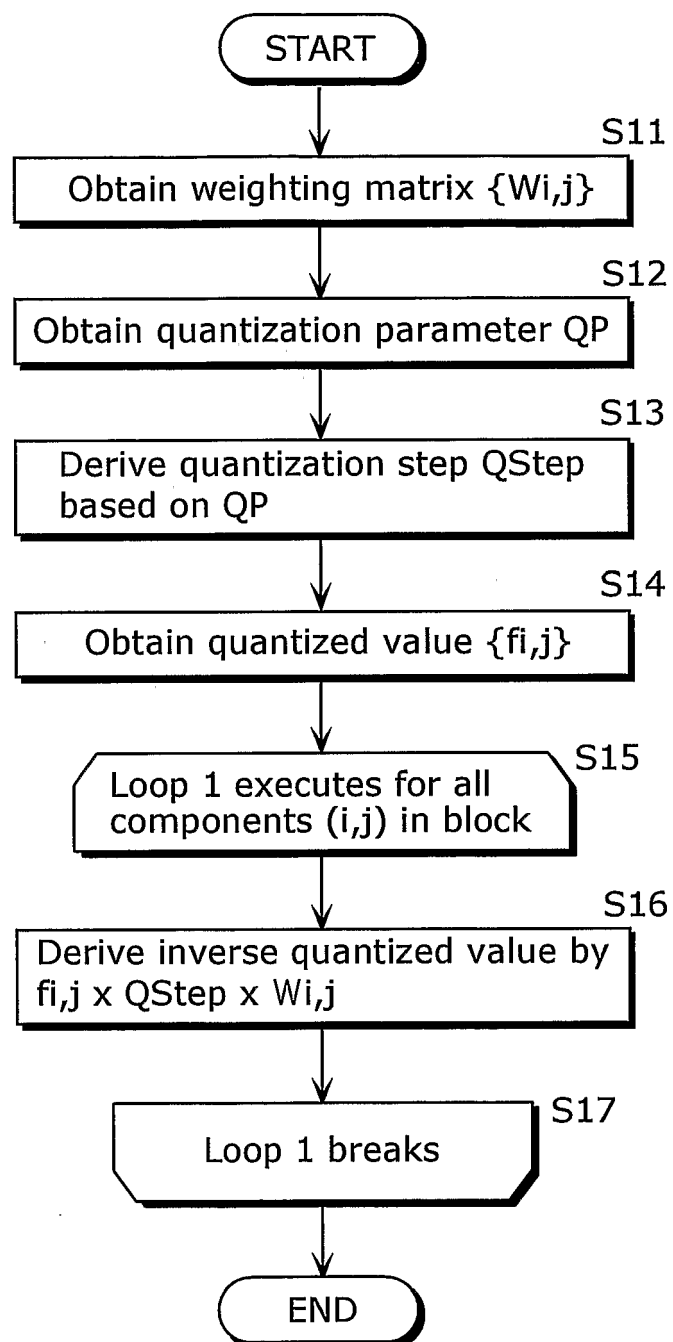 START
S11
Obtain weighting matrix {Wi,j}
S12
Obtain quantization parameter QP
S13
Derive quantization step QStep
based on QP
S14
Obtain quantized value {fi,j}
S15
Loop 1 executes for all
components (i,j) in block
S16
Derive inverse quantized value by
fi,j x QStep x Wi,j
S17
Loop 1 breaks
END